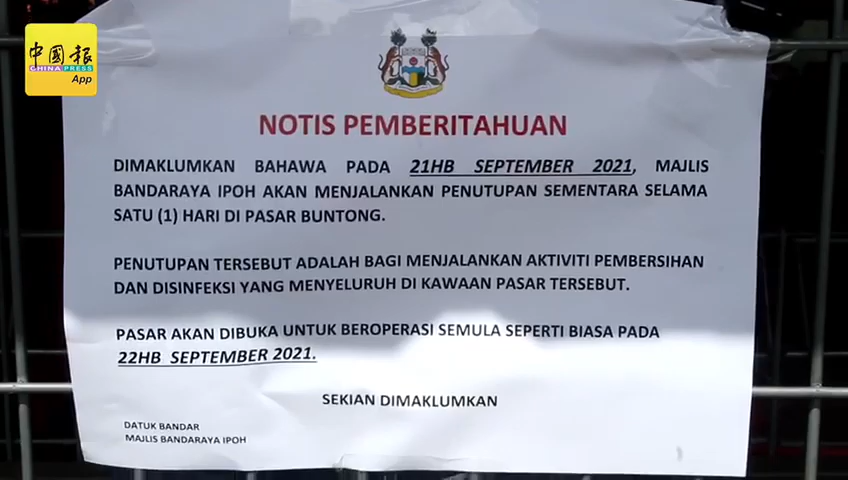 中國報
CHINA PRESS
App
NOTIS PEMBERITAHUAN
DIMAKLUMKAN BAHAWA PADA 21HB SEPTEMBER 2021, MAJLIS
BANDARAYA IPOH AKAN MENJALANKAN PENUTUPAN SEMENTARA SELAMA
SATU (1) HARI DI PASAR BUNTONG.
PENUTUPAN TERSEBUT ADALAH BAGI MENJALANKAN AKTIVITI PEMBERSIHAN
DAN DISINFEKSI YANG MENYELURUH DI KAWAAN PASAR TERSEBUT.
PASAR AKAN DIBUKA UNTUK BEROPERASI SEMULA SEPERTI BIASA PADA
22HB SEPTEMBER 2021.
SEKIAN DIMAKLUMKAN
DATUK BANDAR
MAJLIS BANDARAYA IPOH